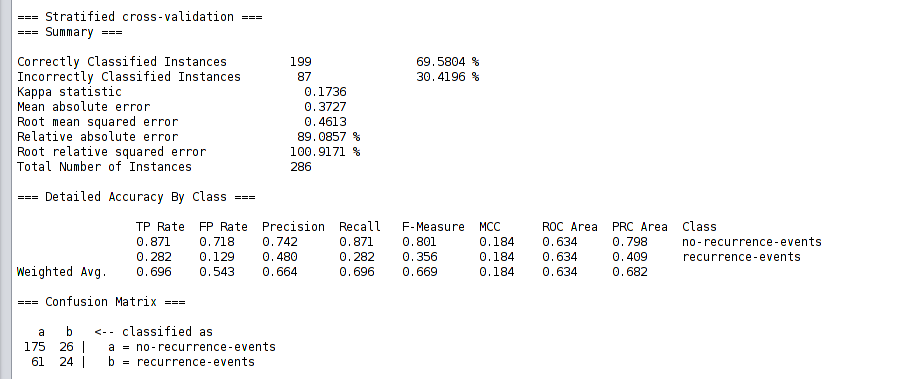 === Stratified cross-validation ===
=== Summary ===
Correctly Classified Instances 199 69.5804 %
Incorrectly Classified Instances 87 30.4196 %
Kappa statistic 0.1736
Mean absolute error 0.3727
Root mean squared error 0.4613
Relative absolute error 89.0857 %
Root relative squared error 100.9171 %
Total Number of Instances 286
=== Detailed Accuracy By Class ===
TP Rate FP Rate Precision Recall F-Measure MCC ROC Area PRC Area Class
0.871 0.718 0.742 0.871 0.801 0.184 0.634 0.798 no-recurrence-events
0.282 0.129 0.480 0.282 0.356 0.184 0.634 0.409 recurrence-events
Weighted Avg. 0.696 0.543 0.664 0.696 0.669 0.184 0.634 0.682
=== Confusion Matrix ===
a b <-- classified as
175 26 | a = no-recurrence-events
61 24 | b = recurrence-events